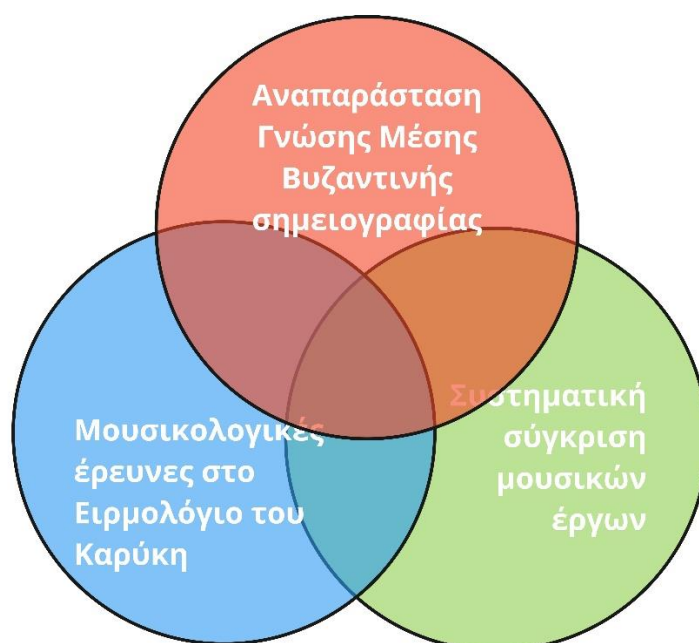 Αναπαράσταση
Γνώσης Μέσης
Βυζαντινής
σημειογραφίας
Μουσικολογικές
έρευνες στο
Ειρμολόγιο του
Καρύκη
Συστηματική
σύγκριση
μουσικών
έργων